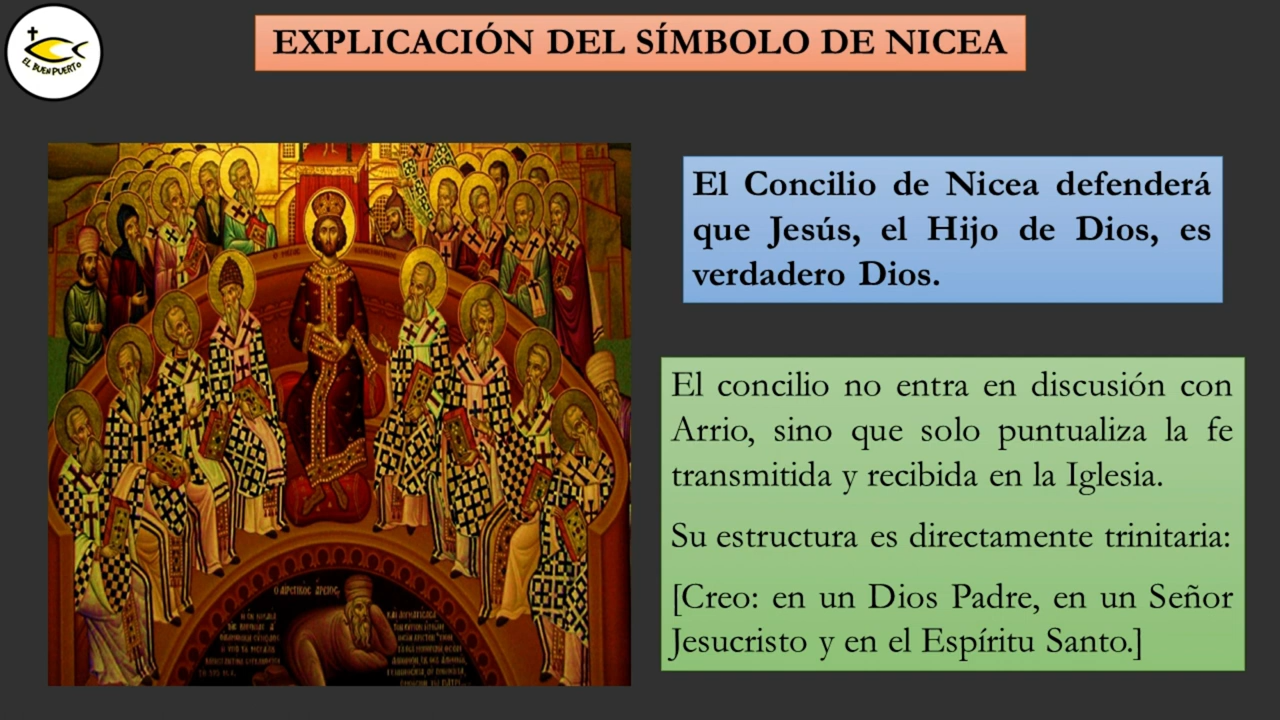 EL BUEN PUERTO
EXPLICACIÓN DEL SÍMBOLO DE NICEA
El Concilio de Nicea defenderá
que Jesús, el Hijo de Dios, es
verdadero Dios.
El concilio no entra en discusión con
Arrio, sino que solo puntualiza la fe
transmitida y recibida en la Iglesia.
Su estructura es directamente trinitaria:
[Creo: en un Dios Padre, en un Señor
Jesucristo y en el Espíritu Santo.]